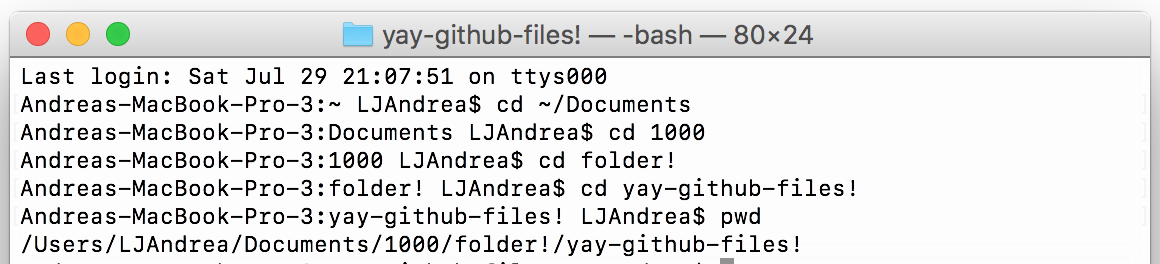 yay-github-files! — -bash — 80×24
Last login: Sat Jul 29 21:07:51 on ttys000
Andreas-MacBook-Pro-3:~ LJAndrea$ cd ~/Documents
Andreas-MacBook-Pro-3:Documents LJAndrea$ cd 1000
Andreas-MacBook-Pro-3:1000 LJAndrea$ cd folder!
Andreas-MacBook-Pro-3:folder! LJAndrea$ cd yay-github-files!
Andreas-MacBook-Pro-3:yay-github-files! LJAndrea$ pwd
/Users/LJAndrea/Documents/1000/folder!/yay-github-files!